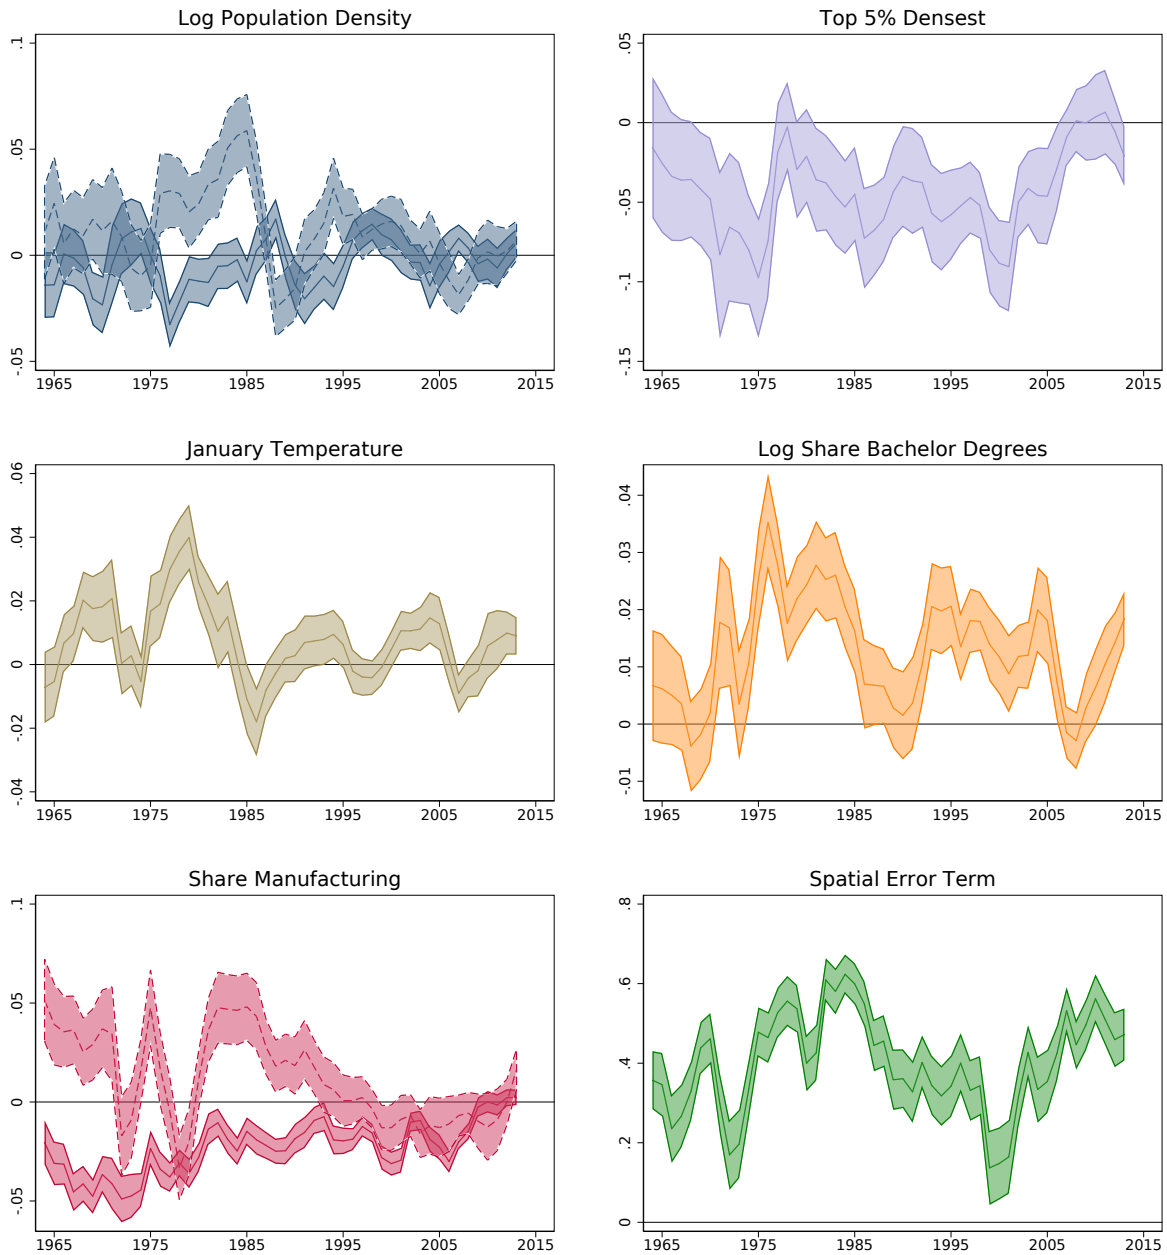 Log Population Density
.1
.05
0
-.05
1965 1975 1985 1995 2005 2015
Top 5% Densest
.05
0
-.05
-.1
-.15
1965 1975 1985 1995 2005 2015
January Temperature
.06
.04
.02
0
-.02
-.04
1965 1975 1985 1995 2005 2015
Log Share Bachelor Degrees
.04
.03
.02
.01
0
-.01
1965 1975 1985 1995 2005 2015
Share Manufacturing
.1
.05
0
-.05
1965 1975 1985 1995 2005 2015
Spatial Error Term
.8
.6
.4
.2
0
1965 1975 1985 1995 2005 2015